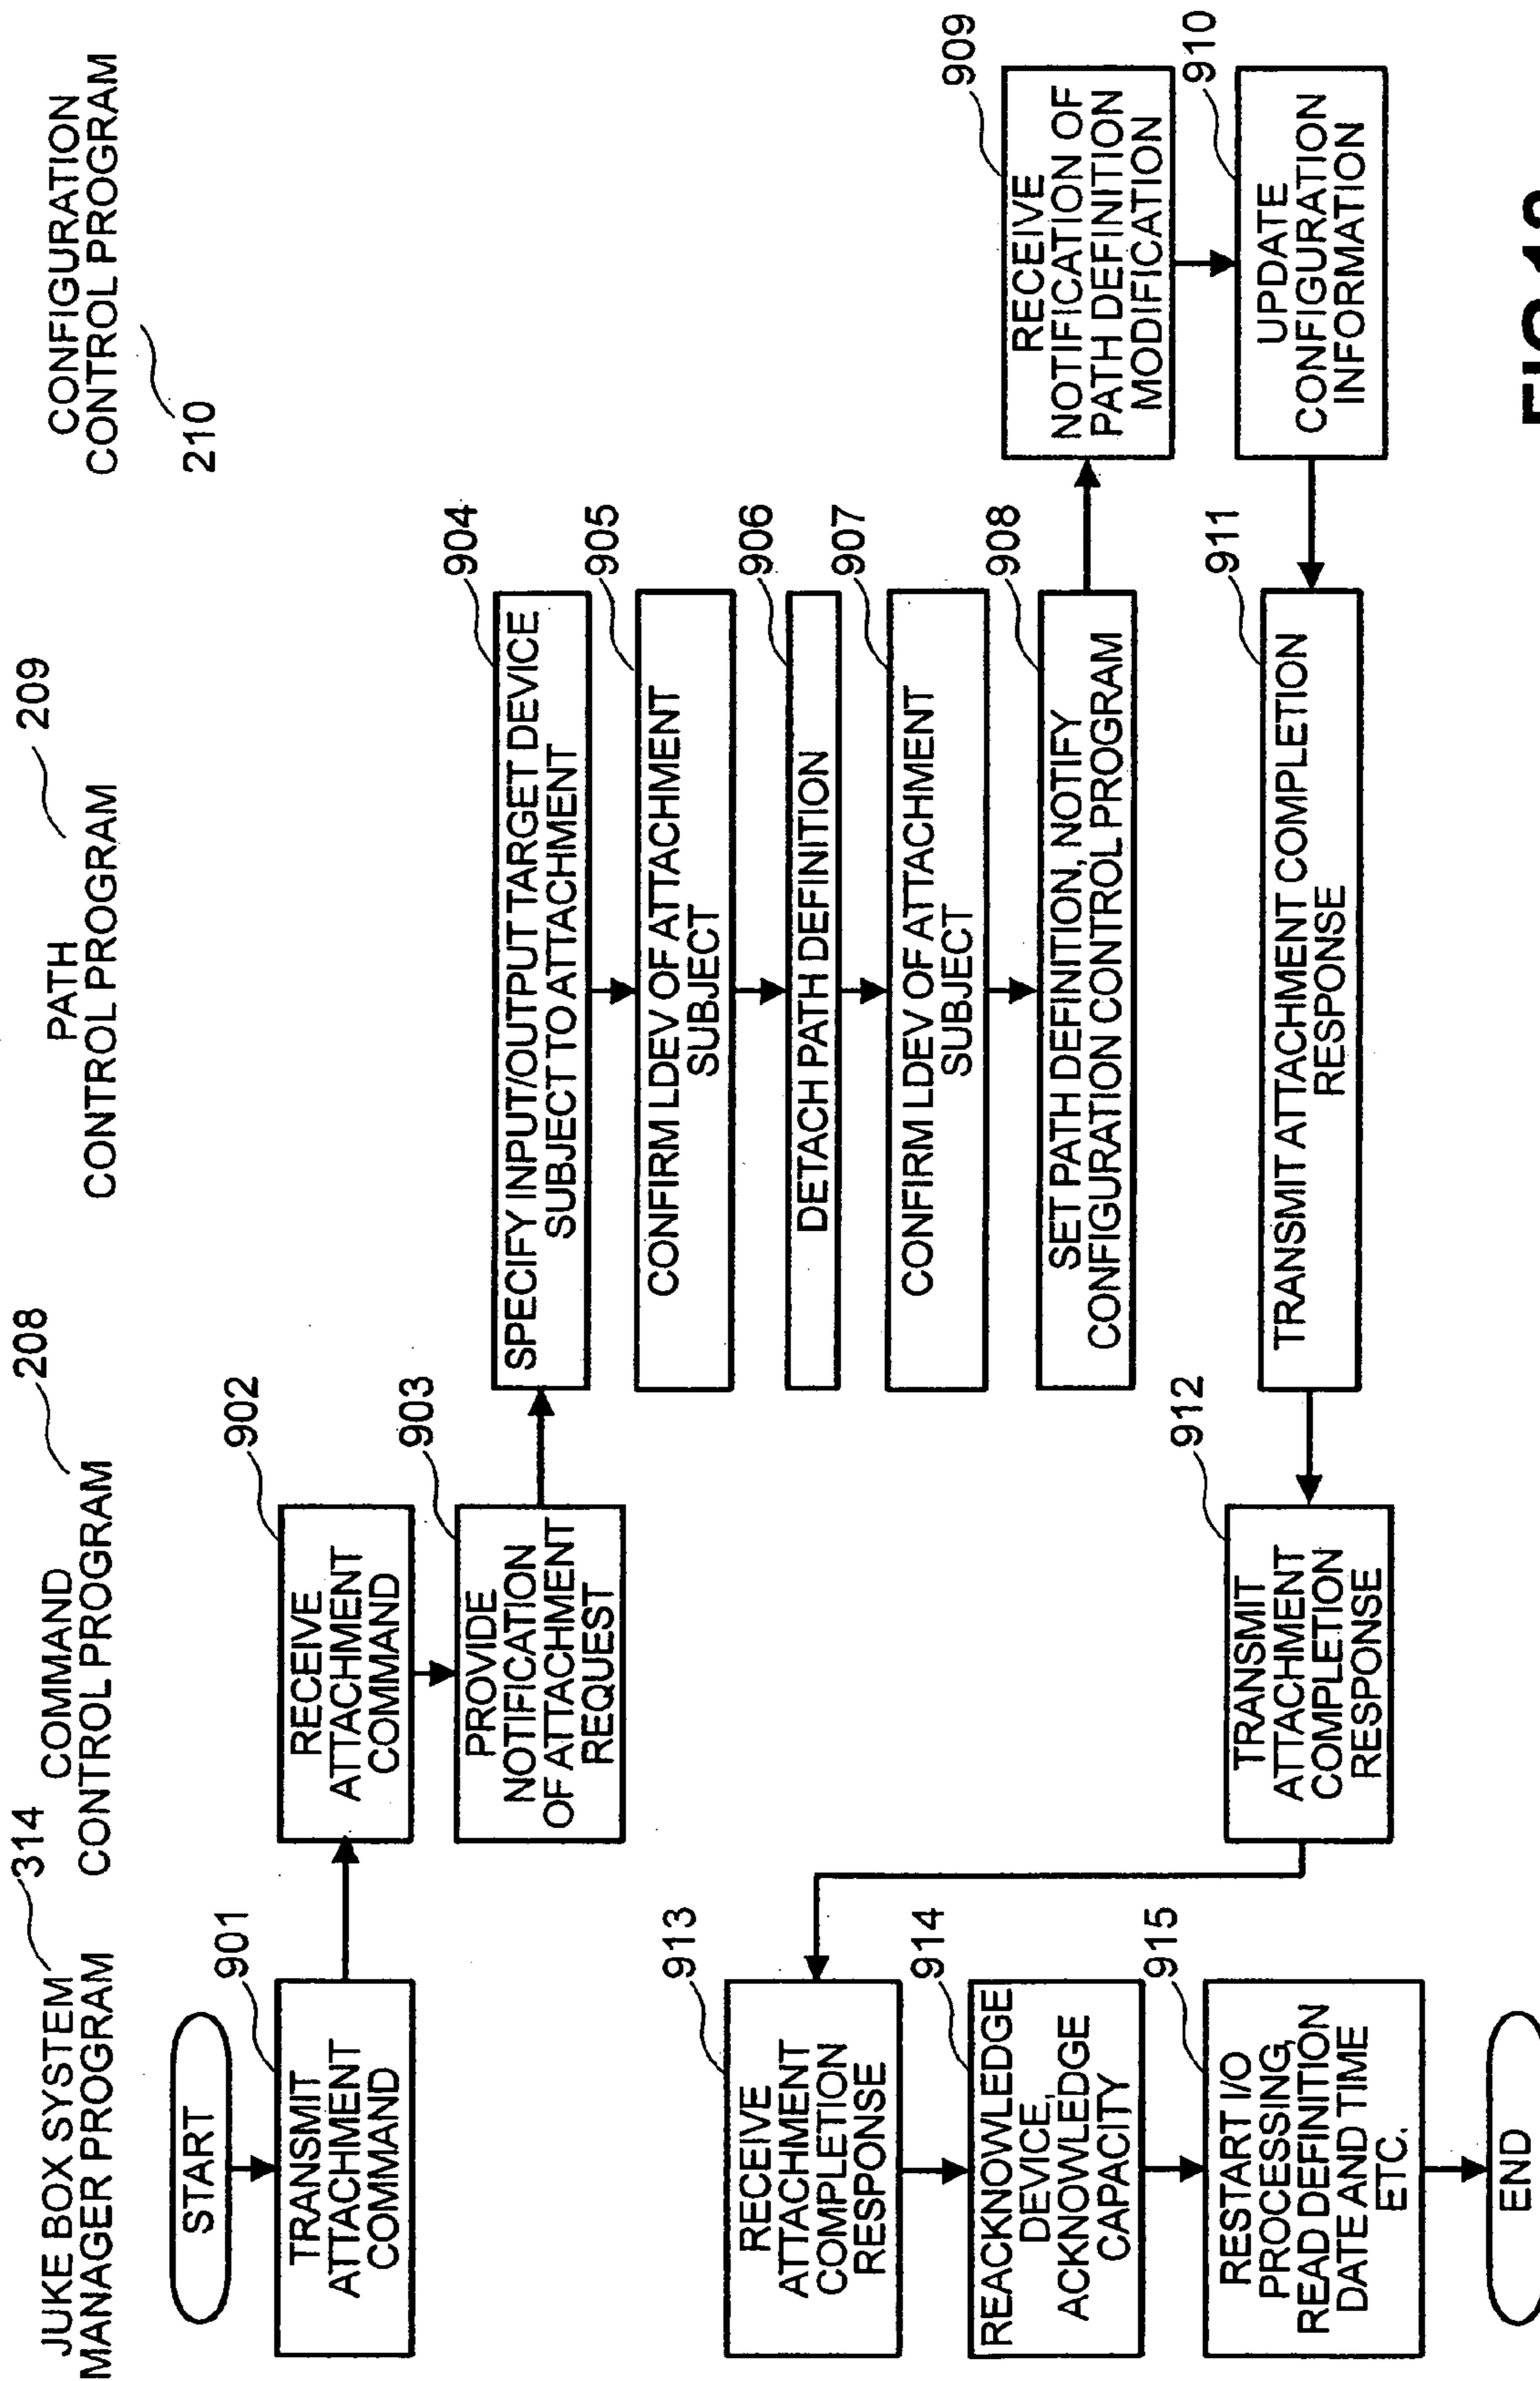 JUKE BOX SYSTEM
MANAGER PROGRAM
314
COMMAND
CONTROL PROGRAM
208
PATH
CONTROL PROGRAM
209
CONFIGURATION
CONTROL PROGRAM
210
START
901
TRANSMIT
ATTACHMENT
COMMAND
902
RECEIVE
ATTACHMENT
COMMAND
903
PROVIDE
NOTIFICATION
OF ATTACHMENT
REQUEST
904
SPECIFY INPUT/OUTPUT TARGET DEVICE
SUBJECT TO ATTACHMENT
905
CONFIRM LDEV OF ATTACHMENT
SUBJECT
906
DETACH PATH DEFINITION
907
CONFIRM LDEV OF ATTACHMENT
SUBJECT
908
SET PATH DEFINITION, NOTIFY
CONFIGURATION CONTROL PROGRAM
909
RECEIVE
NOTIFICATION OF
PATH DEFINITION
MODIFICATION
910
UPDATE
CONFIGURATION
INFORMATION
911
TRANSMIT ATTACHMENT COMPLETION
RESPONSE
912
TRANSMIT
ATTACHMENT
COMPLETION
RESPONSE
913
RECEIVE
ATTACHMENT
COMPLETION
RESPONSE
914
REACKNOWLEDGE
DEVICE,
ACKNOWLEDGE
CAPACITY
915
RESTART I/O
PROCESSING,
READ DEFINITION
DATE AND TIME
ETC.
END